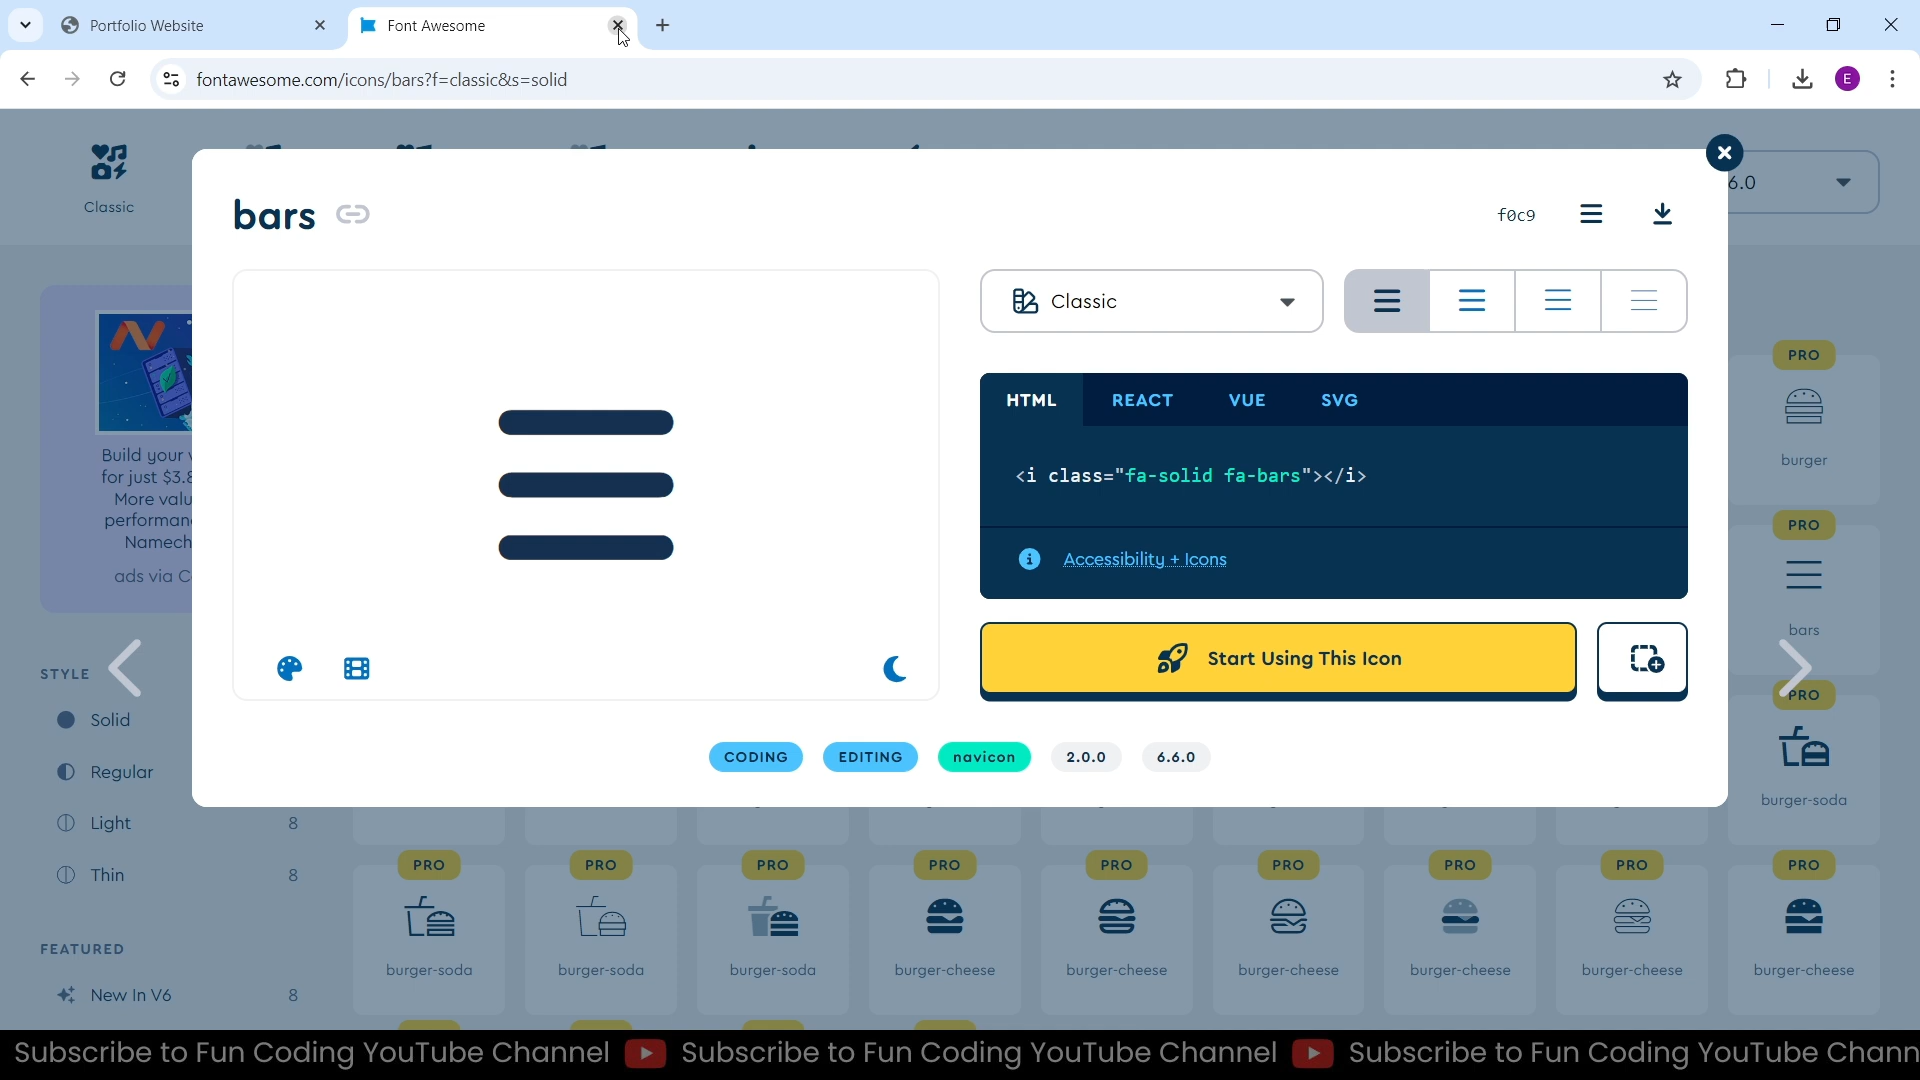 Portfolio Website
Font Awesome
fontawesome.com/icons/bars?f=classic&s=solid
E
Classic
6.0
bars
f0c9
Classic
HTML
REACT
VUE
SVG
<i class="fa-solid fa-bars"></i>
Accessibility + Icons
Start Using This Icon
CODING
EDITING
navicon
2.0.0
6.6.0
Build your
for just $3.8
More
ads via
STYLE
Solid
Regular
Light
8
Thin
8
FEATURED
New In V6
8
PRO
burger
PRO
bars
PRO
burger-soda
PRO
PRO
PRO
PRO
PRO
PRO
PRO
PRO
PRO
burger-soda
burger-soda
burger-soda
burger-cheese
burger-cheese
burger-cheese
burger-cheese
burger-cheese
burger-cheese
Subscribe to Fun Coding YouTube Channel
Subscribe to Fun Coding YouTube Channel
Subscribe to Fun Coding YouTube Chann